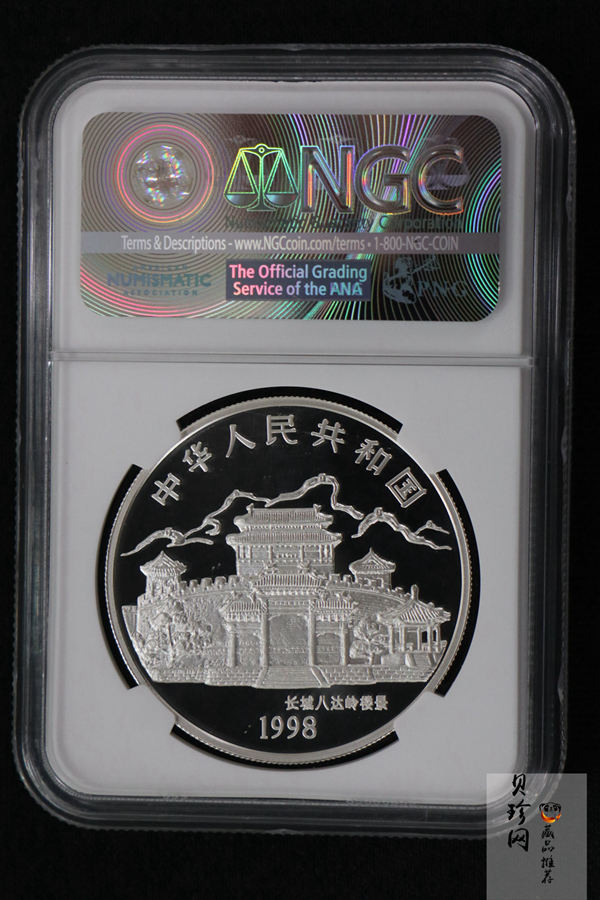 NGC
Terms & Descriptions - www.NGCcoin.com/terms • 1-800-NGC-COIN
NUMISMATIC
ASSOCIATION
The Official Grading
Service of the ANA
PNG
中华人民共和国
长城八达岭楼景
1998
贝珍网
藏品推荐